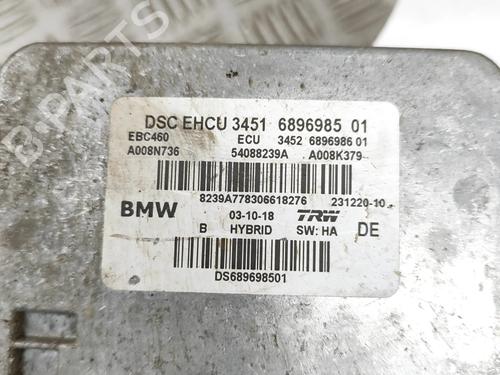 DSC EHCU 3451 6896985 01
EBC460 ECU 3452 6896986 01
A008N736 54088239A A008K379
8239A778306618276 231220-10
BMW 03-10-18 TRW
B HYBRID SW: HA DE
DS689698501